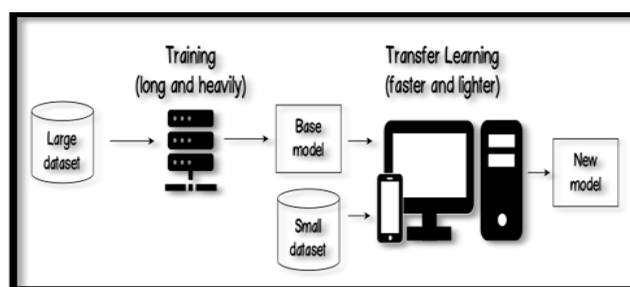 Training
(long and heavily)
Transfer Learning
(faster and lighter)
Large
dataset
Base
model
New
model
Small
dataset